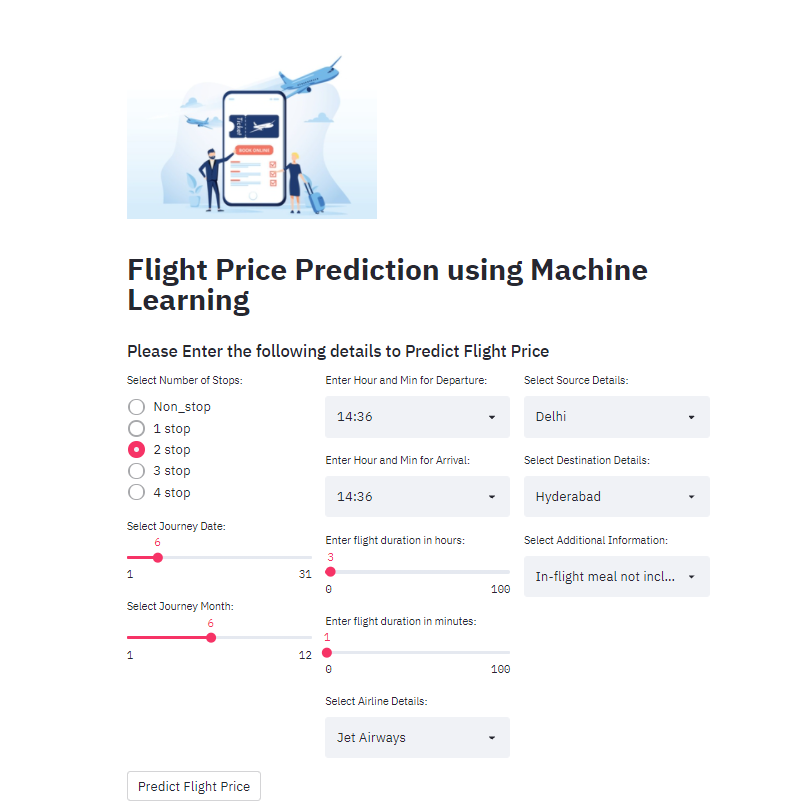 Ticket
BOOK ONLINE
Flight Price Prediction using Machine
Learning
Please Enter the following details to Predict Flight Price
Select Number of Stops:
Non_stop
1 stop
2 stop
3 stop
4 stop
Select Journey Date:
6
1 31
Select Journey Month:
6
1 12
Enter Hour and Min for Departure:
14:36
Enter Hour and Min for Arrival:
14:36
Enter flight duration in hours:
3
0 100
Enter flight duration in minutes:
1
0 100
Select Airline Details:
Jet Airways
Select Source Details:
Delhi
Select Destination Details:
Hyderabad
Select Additional Information:
In-flight meal not incl...
Predict Flight Price